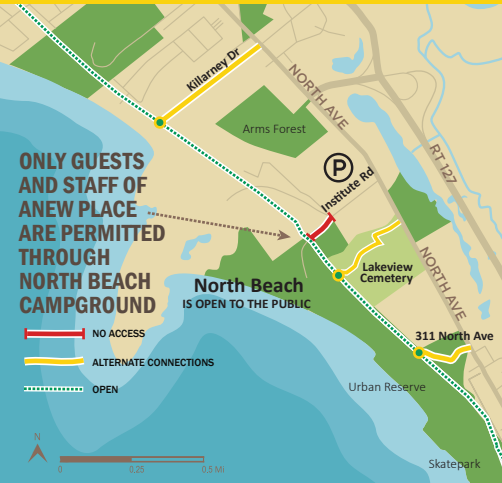 Killarney Dr
NORTH AVE
Arms Forest
RT 127
P
Institute Rd
ONLY GUESTS
AND STAFF OF
ANEW PLACE
ARE PERMITTED
THROUGH
NORTH BEACH
CAMPGROUND
North Beach
IS OPEN TO THE PUBLIC
Lakeview
Cemetery
NORTH AVE
NO ACCESS
ALTERNATE CONNECTIONS
OPEN
311 North Ave
Urban Reserve
Skatepark
N
0 0.25 0.5 Mi